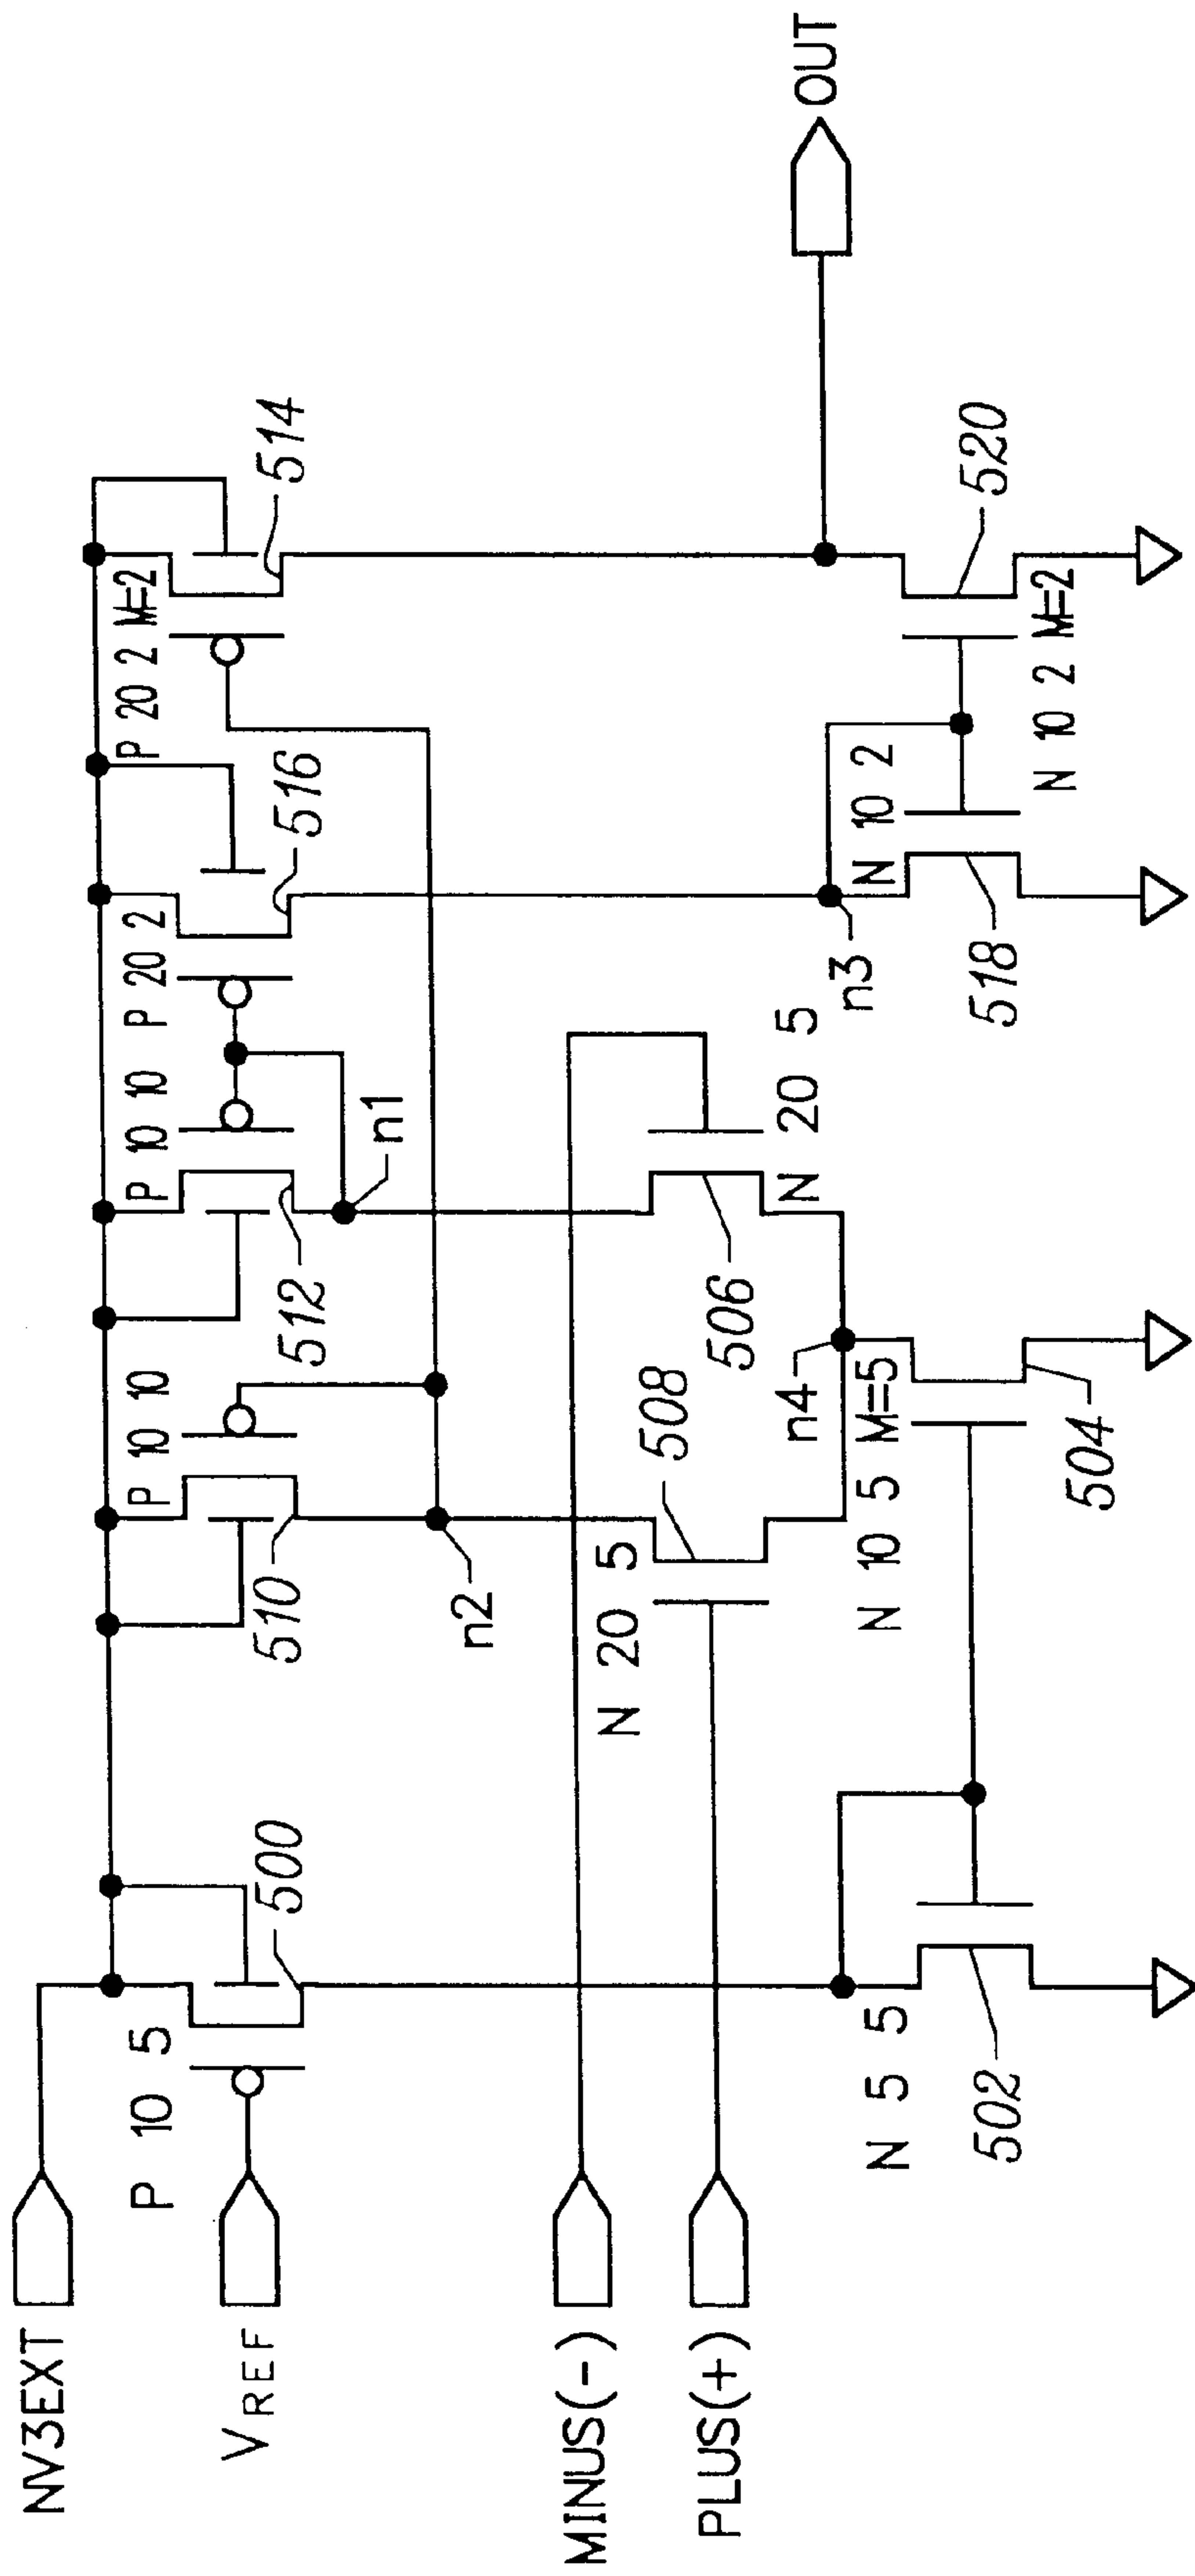 NV3EXT
VREF
MINUS(-)
PLUS(+)
P 10 5
500
N 5 5
502
P 10 10
510
n2
N 20 5
508
P 10 10
512
n1
506
N 20 5
n4
N 10 5 M=5
504
P 20 2
516
n3
N 10 2
518
P 20 2 M=2
514
N 10 2 M=2
520
OUT